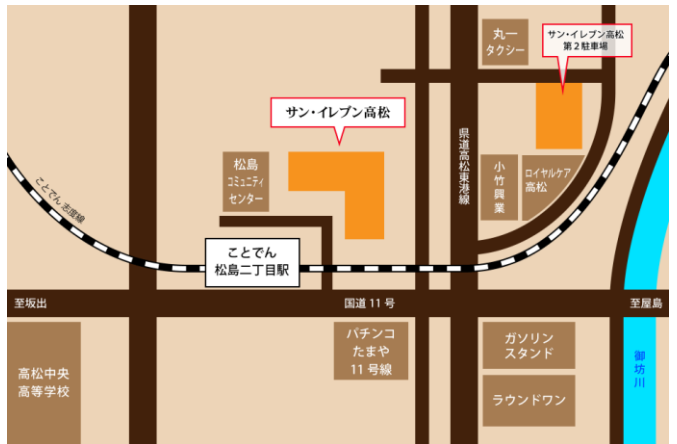 丸一
タクシー
サン・イレブン高松
第2駐車場
サン・イレブン高松
県道高松東港線
松島
コミュニティ
センター
小竹興業
ロイヤルケア
高松
ことでん 志度線
ことでん
松島二丁目駅
至坂出
国道11号
至屋島
高松中央
高等学校
パチンコ
たまや
11号線
ガソリン
スタンド
ラウンドワン
御坊川